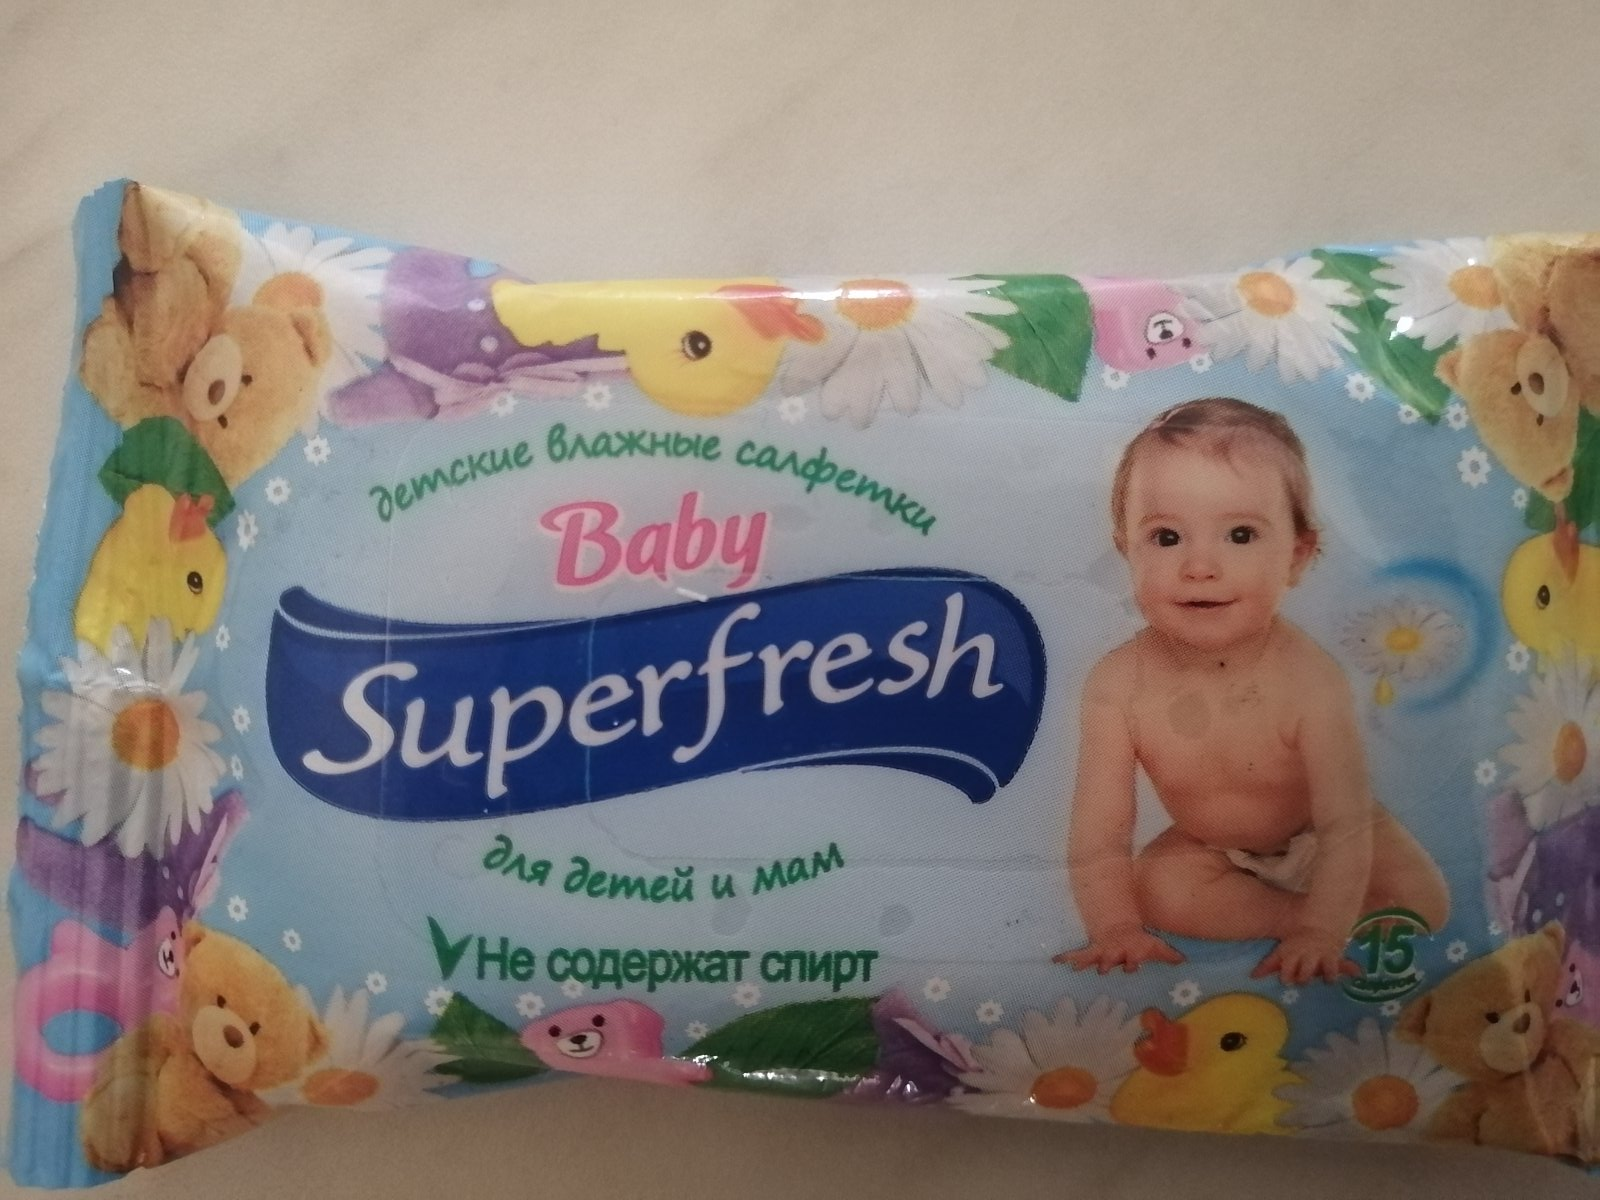 детские влажные салфетки
Baby
Superfresh
для детей и мам
Не содержат спирт
15